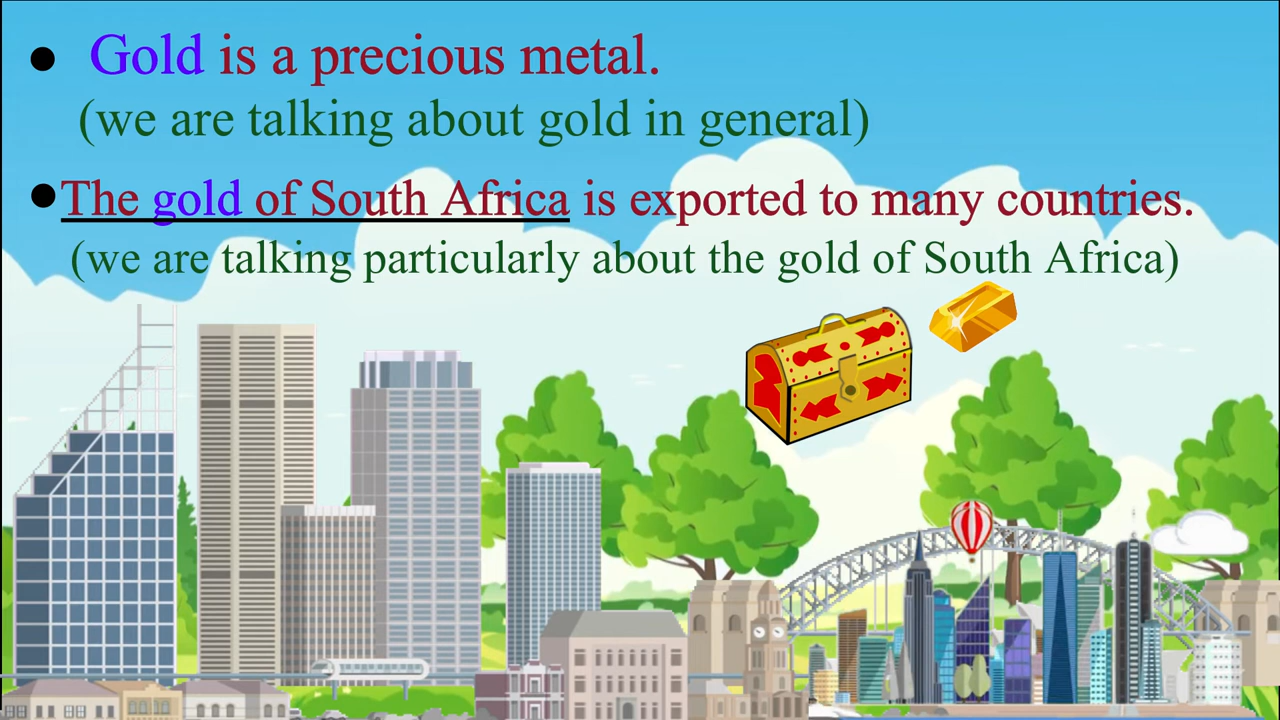 ● Gold is a precious metal.
(we are talking about gold in general)
● The gold of South Africa is exported to many countries.
(we are talking particularly about the gold of South Africa)